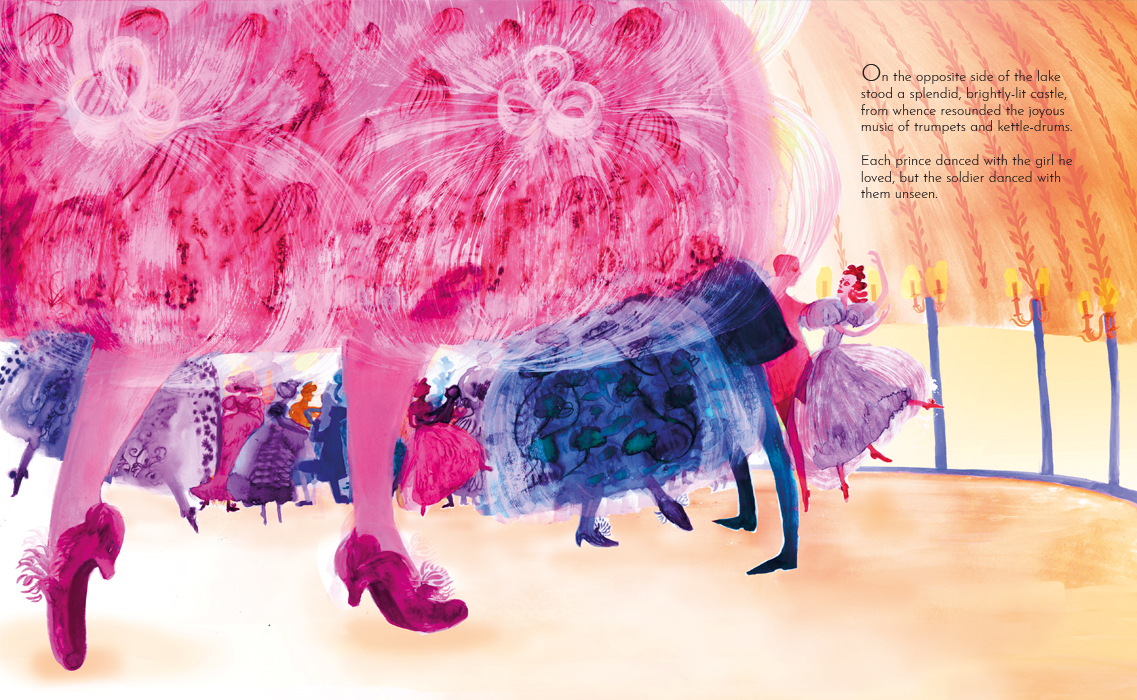 On the opposite side of the lake
stood a splendid, brightly-lit castle,
from whence resounded the joyous
music of trumpets and kettle-drums.
Each prince danced with the girl he
loved, but the soldier danced with
them unseen.